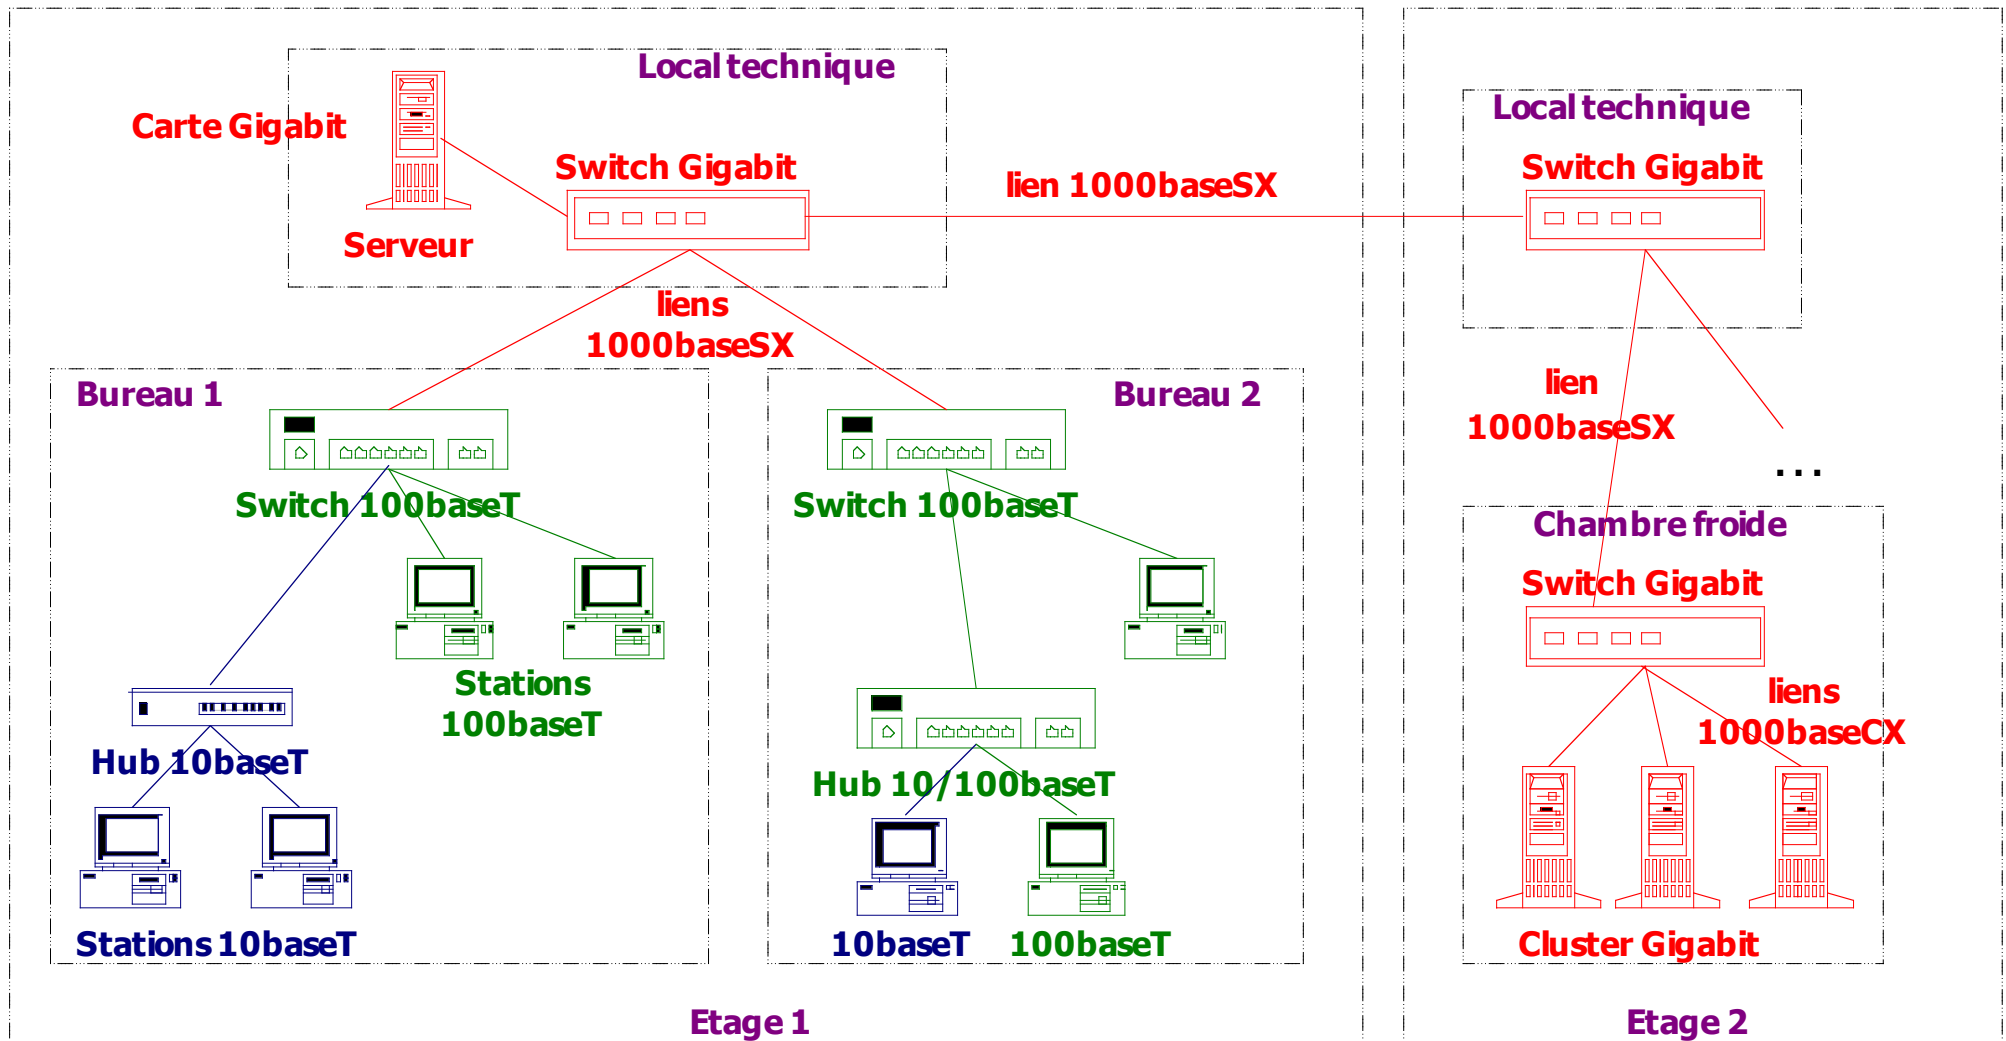 Local technique
Carte Gigabit
Switch Gigabit
Serveur
lien 1000baseSX
Local technique
Switch Gigabit
liens
1000baseSX
Bureau 1
Switch 100baseT
Stations
100baseT
Hub 10baseT
Stations 10baseT
Bureau 2
Switch 100baseT
Hub 10/100baseT
10baseT
100baseT
lien
1000baseSX
...
Chambre froide
Switch Gigabit
liens
1000baseCX
Cluster Gigabit
Etage 1
Etage 2